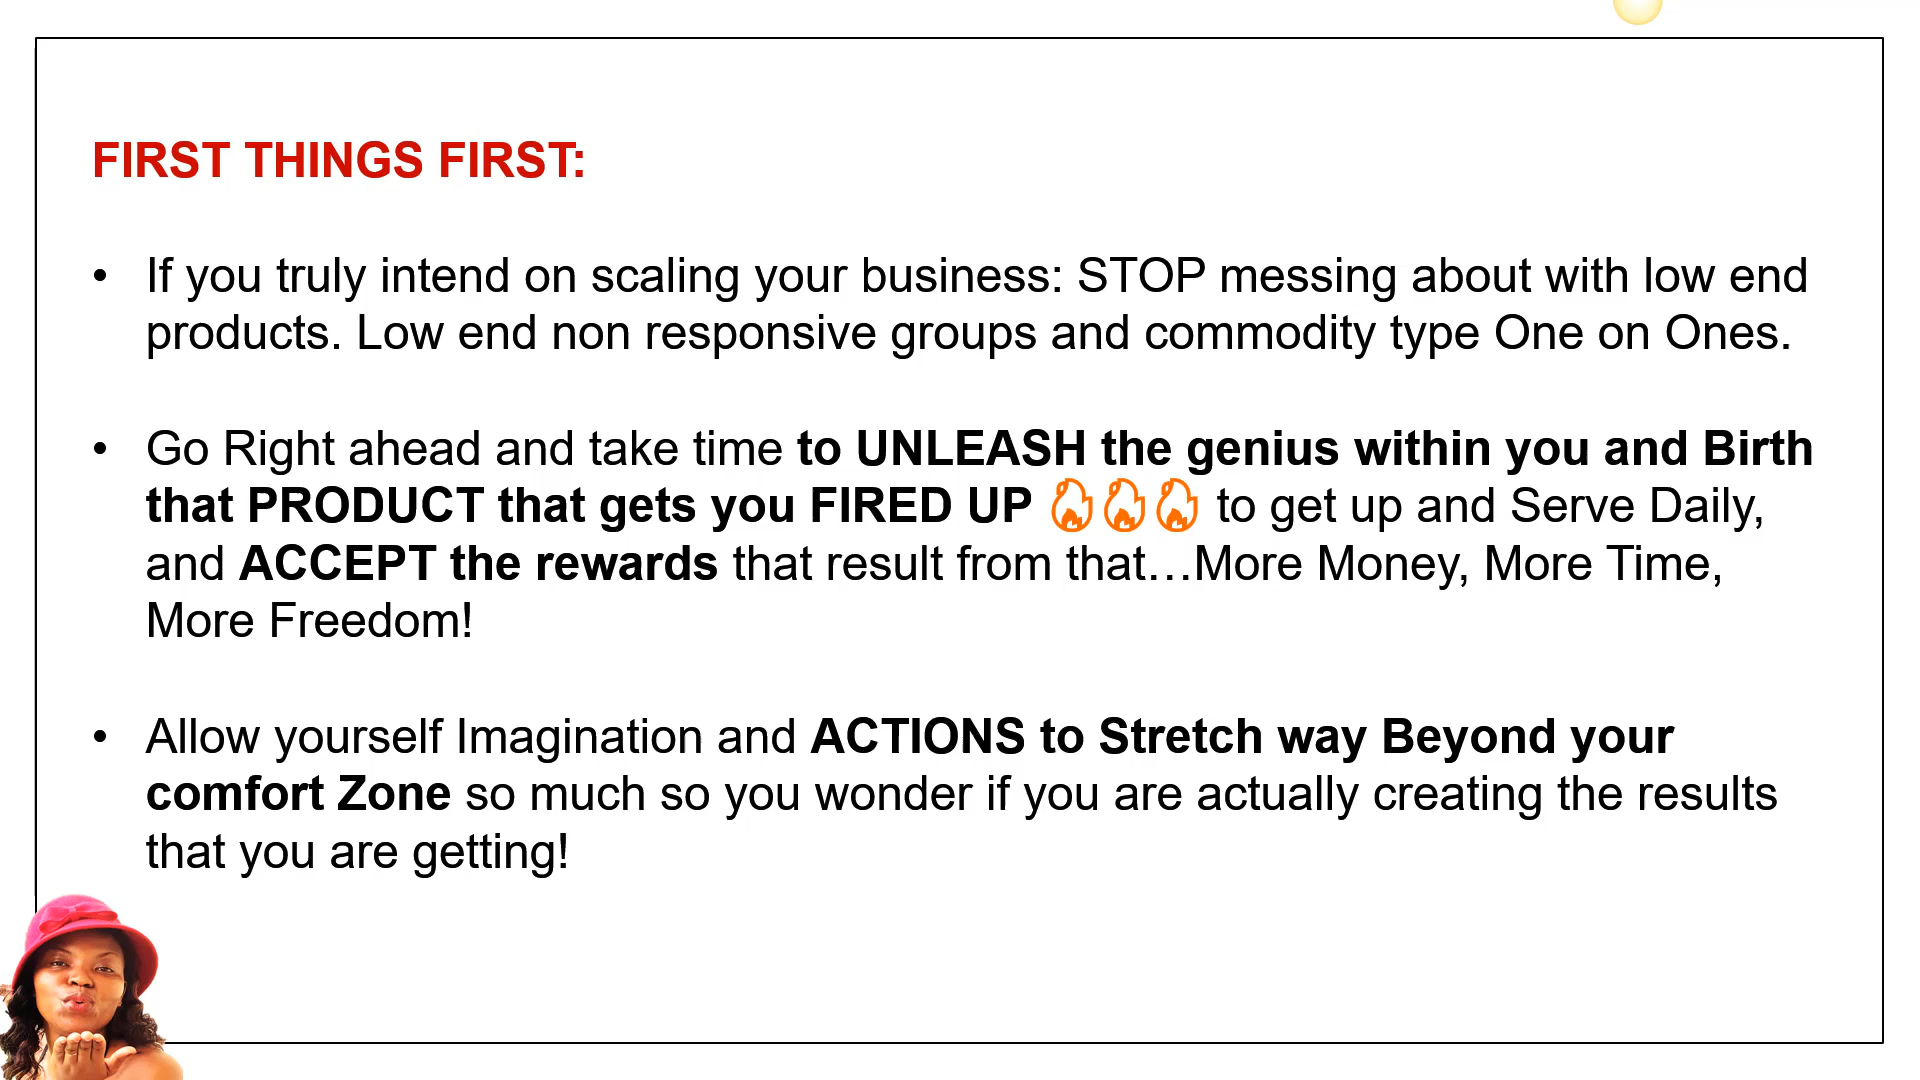 FIRST THINGS FIRST:
• If you truly intend on scaling your business: STOP messing about with low end
products. Low end non responsive groups and commodity type One on Ones.
• Go Right ahead and take time to UNLEASH the genius within you and Birth
that PRODUCT that gets you FIRED UP 🔥🔥🔥 to get up and Serve Daily,
and ACCEPT the rewards that result from that…More Money, More Time,
More Freedom!
• Allow yourself Imagination and ACTIONS to Stretch way Beyond your
comfort Zone so much so you wonder if you are actually creating the results
that you are getting!